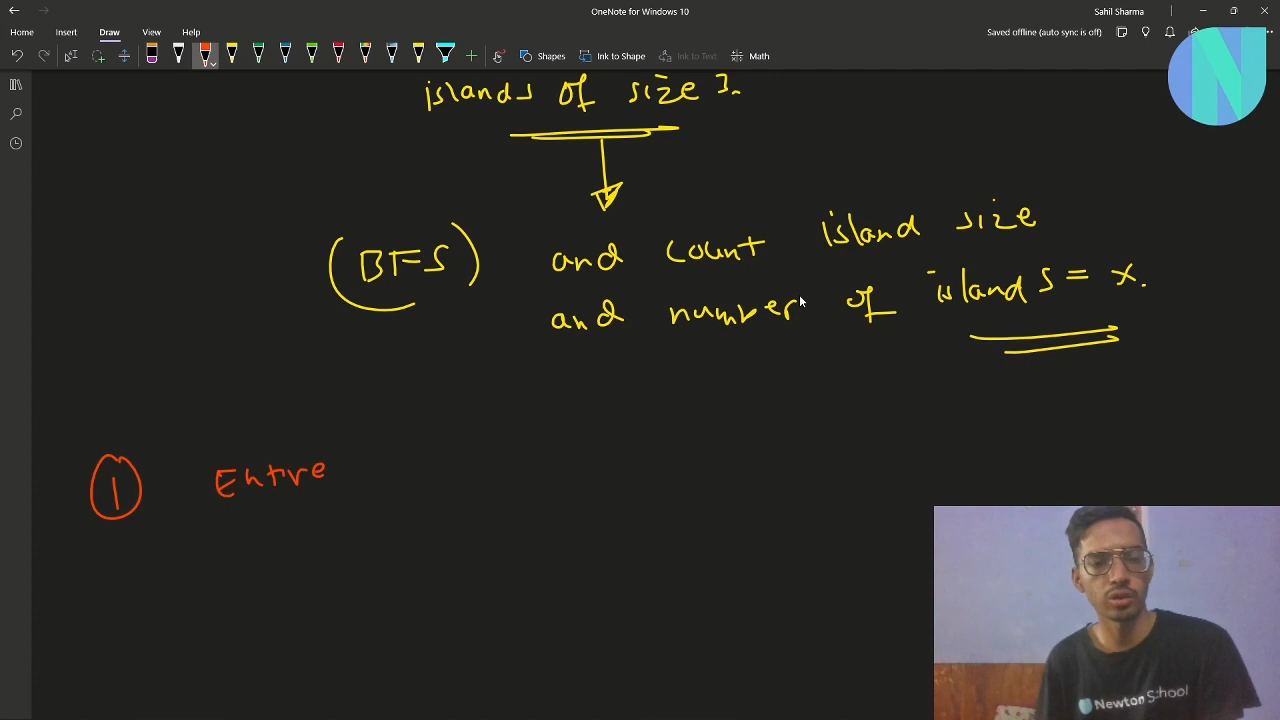 OneNote for Windows 10
Sahil Sharma
Home Insert Draw View Help
Saved offline (auto sync is off)
Shapes Ink to Shape Ink to Text Math
islands of size 3.
(BFS) and count island size
and number of islands = x.
1 Entire
Newton School